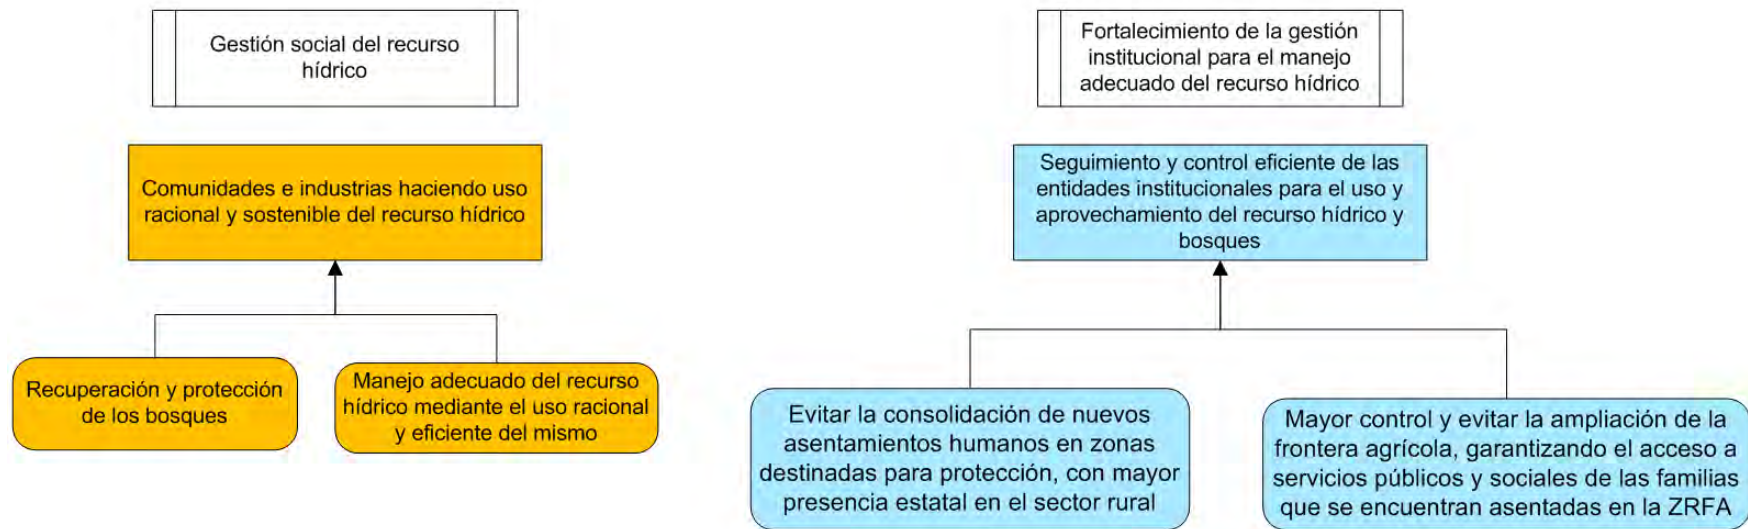 Gestión social del recurso
hídrico
Fortalecimiento de la gestión
institucional para el manejo
adecuado del recurso hídrico
Comunidades e industrias haciendo uso
racional y sostenible del recurso hídrico
Seguimiento y control eficiente de las
entidades institucionales para el uso y
aprovechamiento del recurso hídrico y
bosques
Recuperación y protección
de los bosques
Manejo adecuado del recurso
hídrico mediante el uso racional
y eficiente del mismo
Evitar la consolidación de nuevos
asentamientos humanos en zonas
destinadas para protección, con mayor
presencia estatal en el sector rural
Mayor control y evitar la ampliación de la
frontera agrícola, garantizando el acceso a
servicios públicos y sociales de las familias
que se encuentran asentadas en la ZRFA